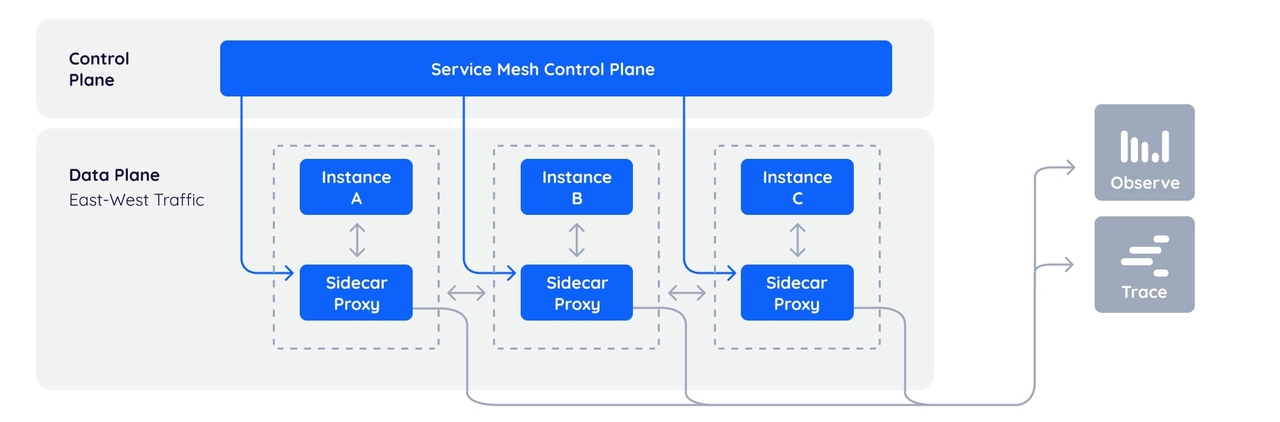 Control
Plane
Service Mesh Control Plane
Data Plane
East-West Traffic
Instance
A
Instance
B
Instance
C
Sidecar
Proxy
Sidecar
Proxy
Sidecar
Proxy
Observe
Trace